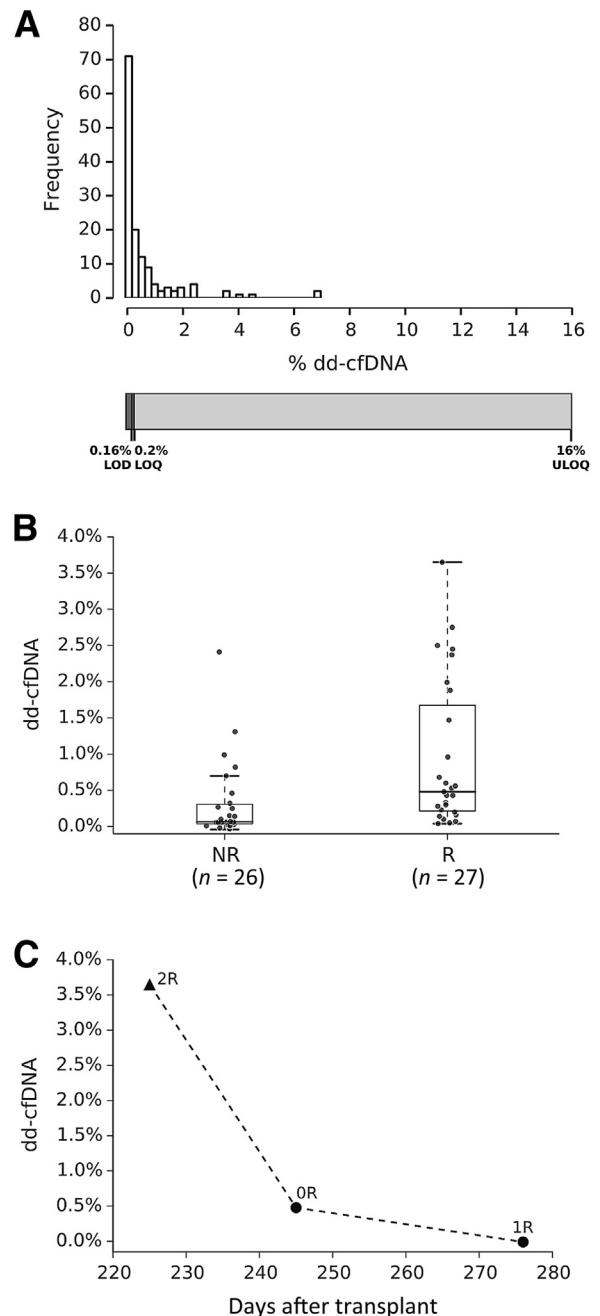 A
80
70
60
50
40
30
20
10
0
Frequency
0 2 4 6 8 10 12 14 16
% dd-cfDNA
0.16% 0.2% 16%
LOD LOQ ULOQ
B
4.0%
3.5%
3.0%
2.5%
2.0%
1.5%
1.0%
0.5%
0.0%
dd-cfDNA
NR R
(n = 26) (n = 27)
C
4.0%
3.5%
3.0%
2.5%
2.0%
1.5%
1.0%
0.5%
0.0%
dd-cfDNA
2R
0R
1R
220 230 240 250 260 270 280
Days after transplant